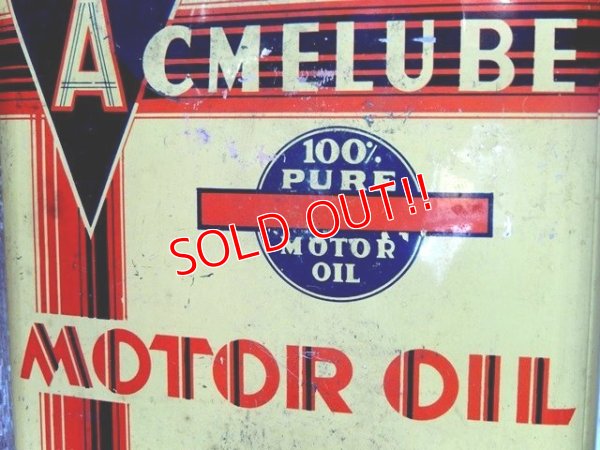 ACMELUBE
100%
PURE
SOLD OUT!!
MOTOR
OIL
MOTOR OIL